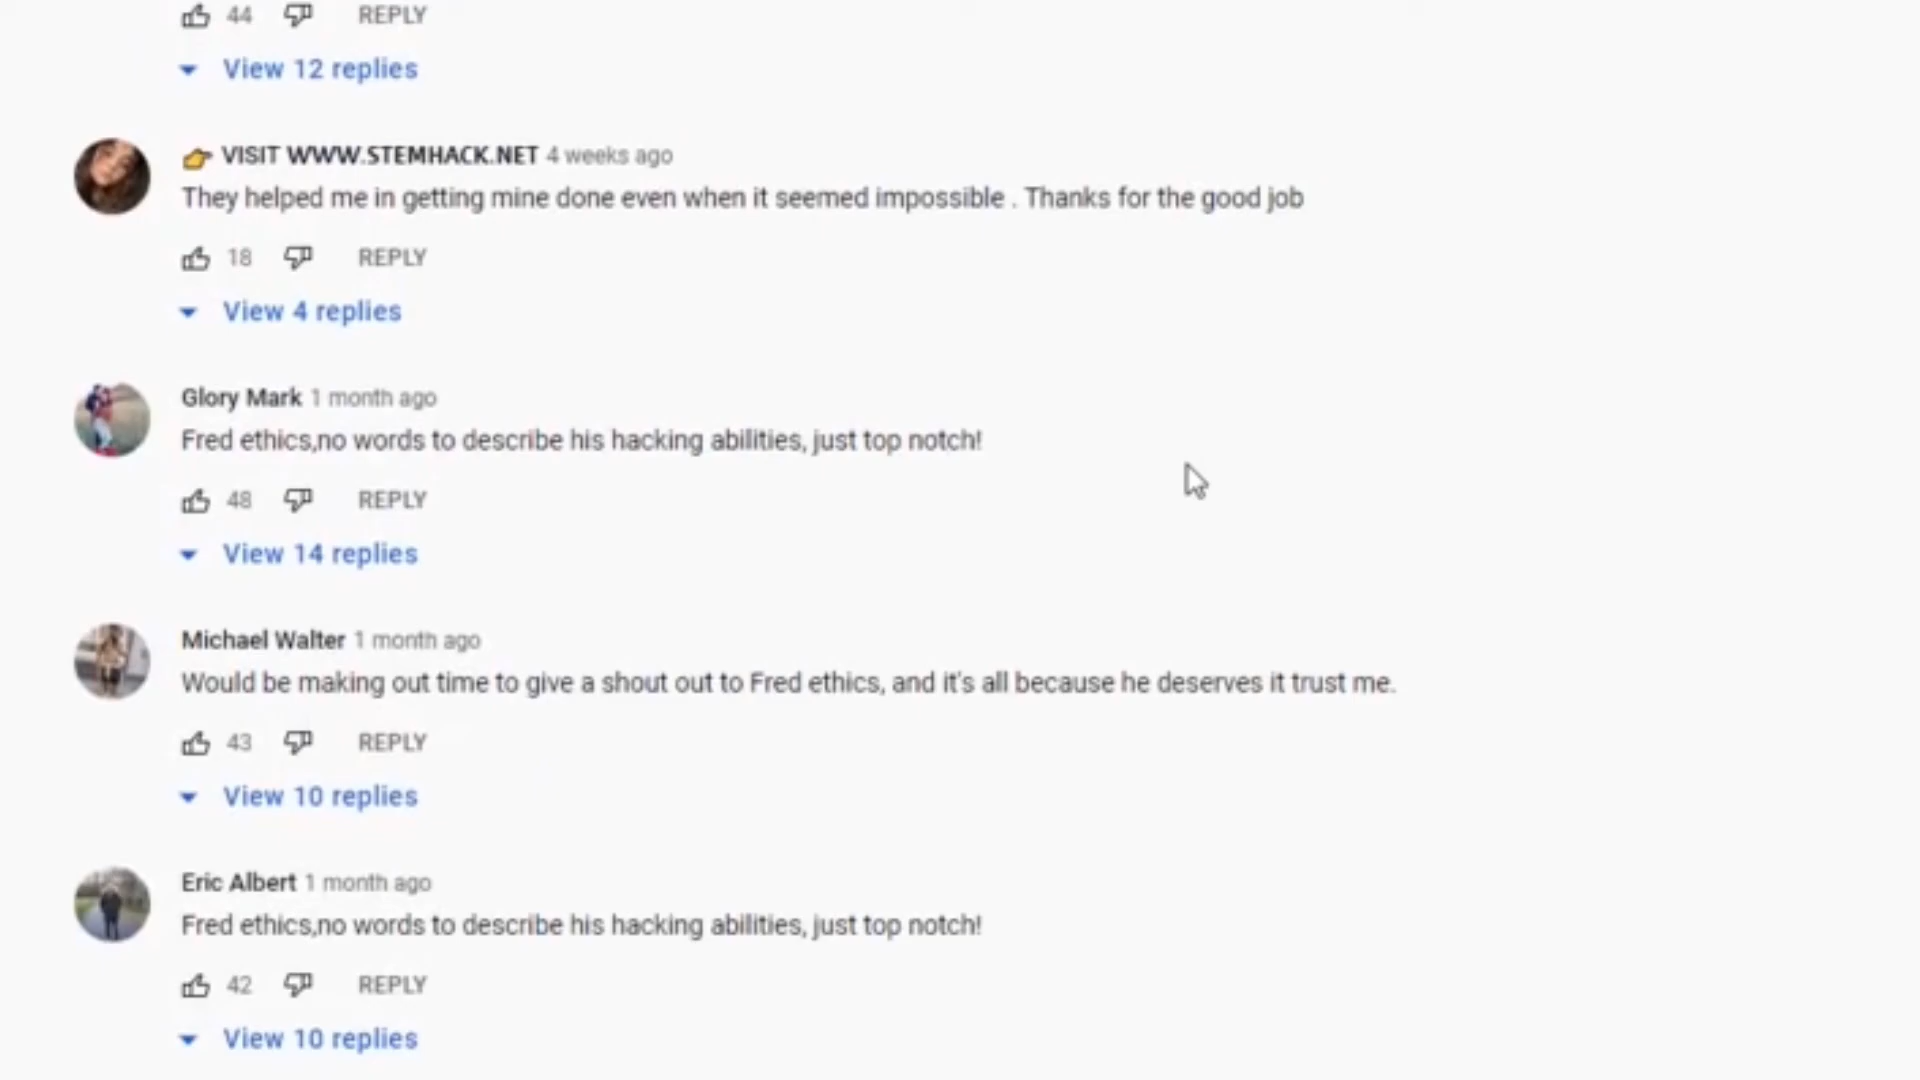 44 REPLY
View 12 replies
👉 VISIT WWW.STEMHACK.NET 4 weeks ago
They helped me in getting mine done even when it seemed impossible . Thanks for the good job
18 REPLY
View 4 replies
Glory Mark 1 month ago
Fred ethics,no words to describe his hacking abilities, just top notch!
48 REPLY
View 14 replies
Michael Walter 1 month ago
Would be making out time to give a shout out to Fred ethics, and it's all because he deserves it trust me.
43 REPLY
View 10 replies
Eric Albert 1 month ago
Fred ethics,no words to describe his hacking abilities, just top notch!
42 REPLY
View 10 replies